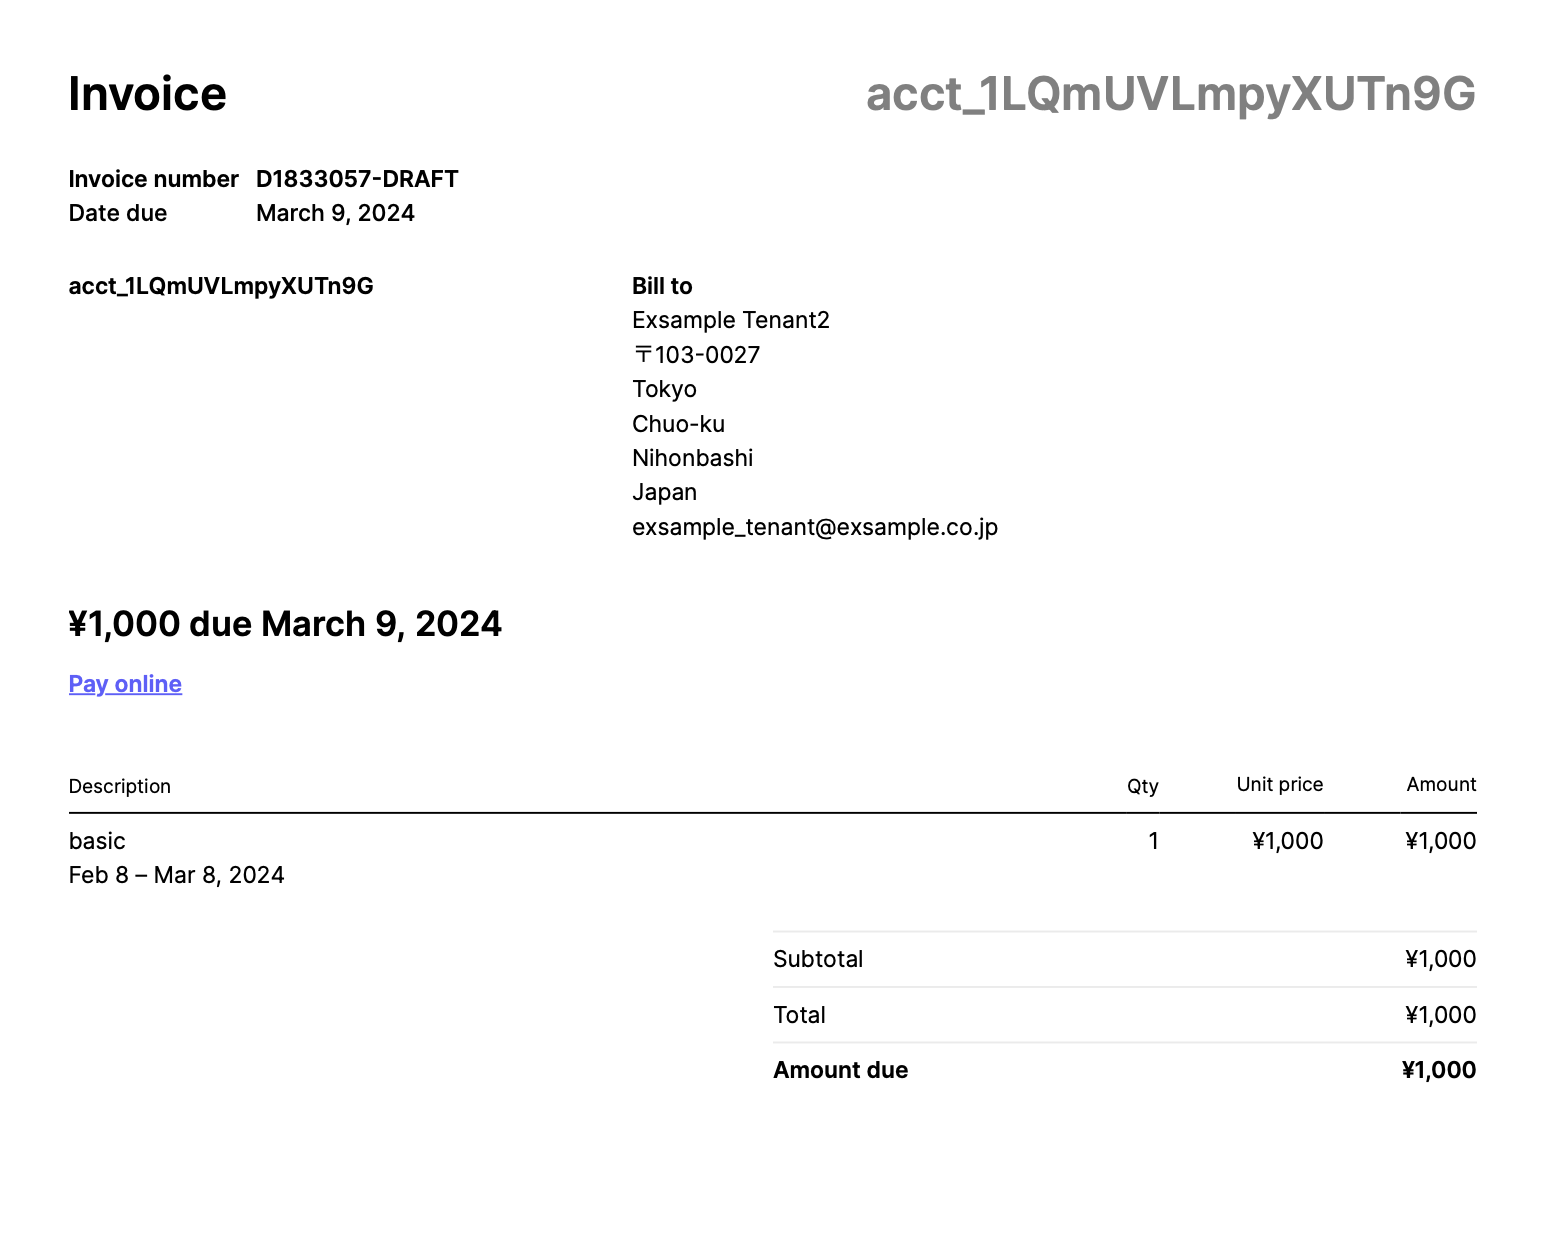 Invoice acct_1LQmUVLmpyXUTn9G
Invoice number D1833057-DRAFT
Date due March 9, 2024
acct_1LQmUVLmpyXUTn9G
Bill to
Exsample Tenant2
〒103-0027
Tokyo
Chuo-ku
Nihonbashi
Japan
exsample_tenant@exsample.co.jp
¥1,000 due March 9, 2024
Pay online
Description Qty Unit price Amount
basic 1 ¥1,000 ¥1,000
Feb 8 – Mar 8, 2024
Subtotal ¥1,000
Total ¥1,000
Amount due ¥1,000